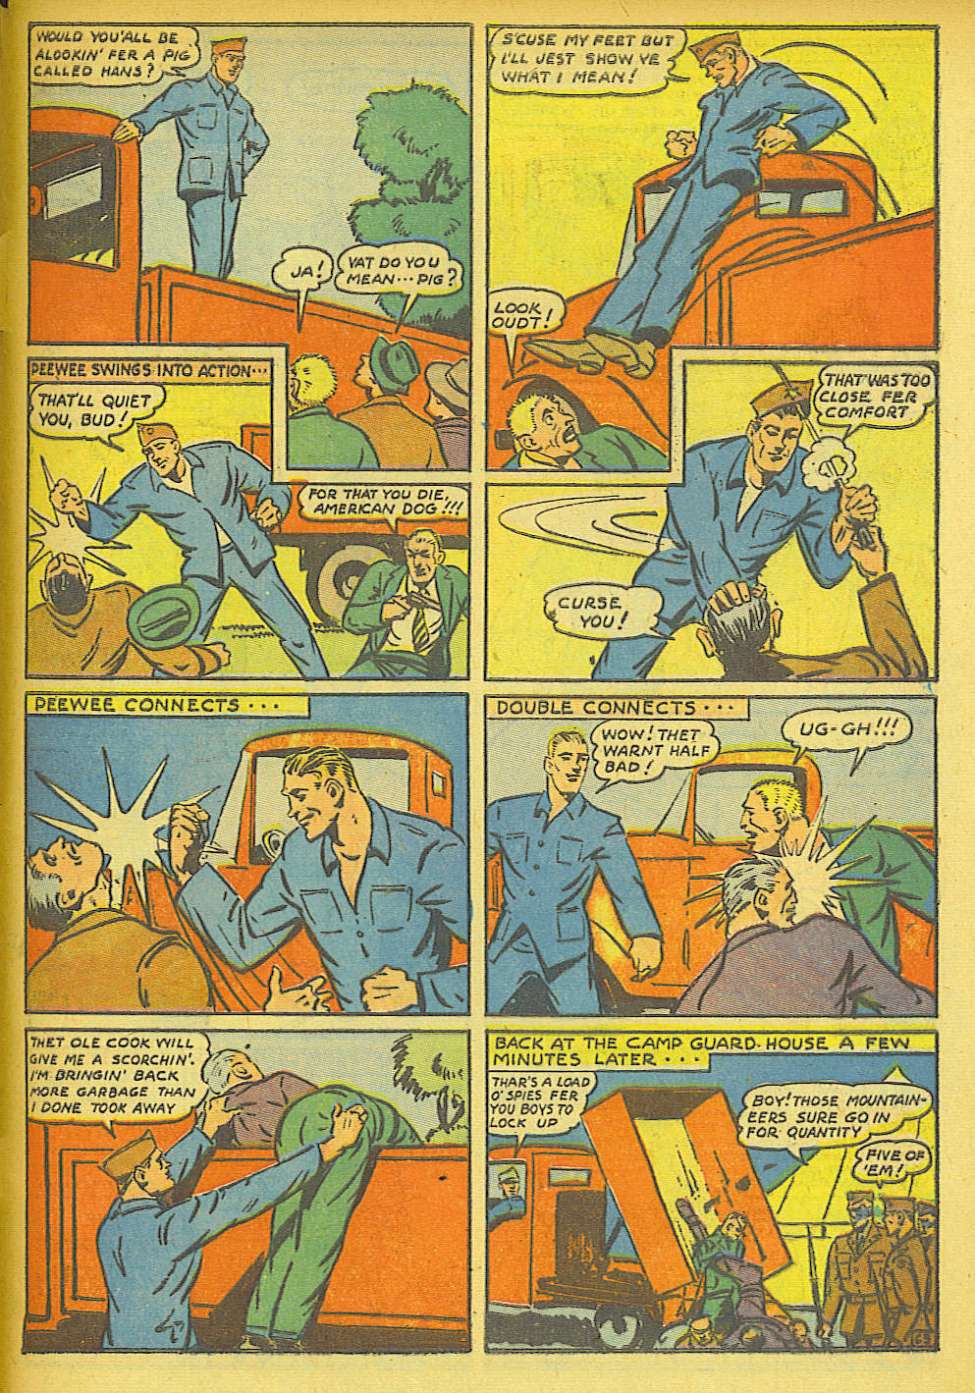 WOULD YOU'ALL BE
ALOOKIN' FER A PIG
CALLED HANS?
JA!
VAT DO YOU
MEAN... PIG?
S'CUSE MY FEET BUT
I'LL JEST SHOW YE
WHAT I MEAN!
LOOK
OUDT!
PEEWEE SWINGS INTO ACTION...
THAT'LL QUIET
YOU, BUD!
FOR THAT YOU DIE,
AMERICAN DOG!!!
THAT WAS TOO
CLOSE FER
COMFORT
CURSE
YOU!
PEEWEE CONNECTS...
DOUBLE CONNECTS...
WOW! THET
WARNT HALF
BAD!
UG-GH!!!
THET OLE COOK WILL
GIVE ME A SCORCHIN'.
I'M BRINGIN' BACK
MORE GARBAGE THAN
I DONE TOOK AWAY
BACK AT THE CAMP GUARD-HOUSE A FEW
MINUTES LATER...
THAR'S A LOAD
O' SPIES FER
YOU BOYS TO
LOCK UP
BOY! THOSE MOUNTAIN-
EERS SURE GO IN
FOR QUANTITY
FIVE OF
'EM!